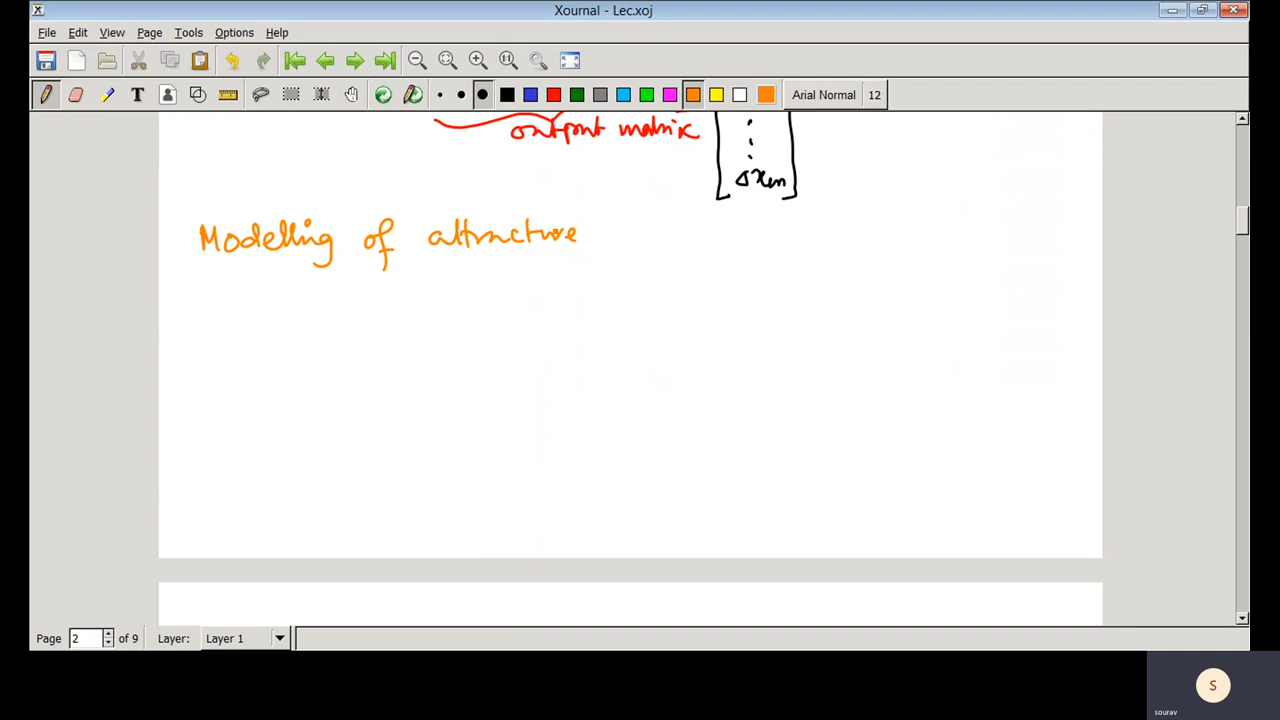 Xournal - Lec.xoj
File Edit View Page Tools Options Help
Arial Normal 12
output matrix
Δxm
Modelling of attractive
Page 2 of 9 Layer: Layer 1
S
sourav